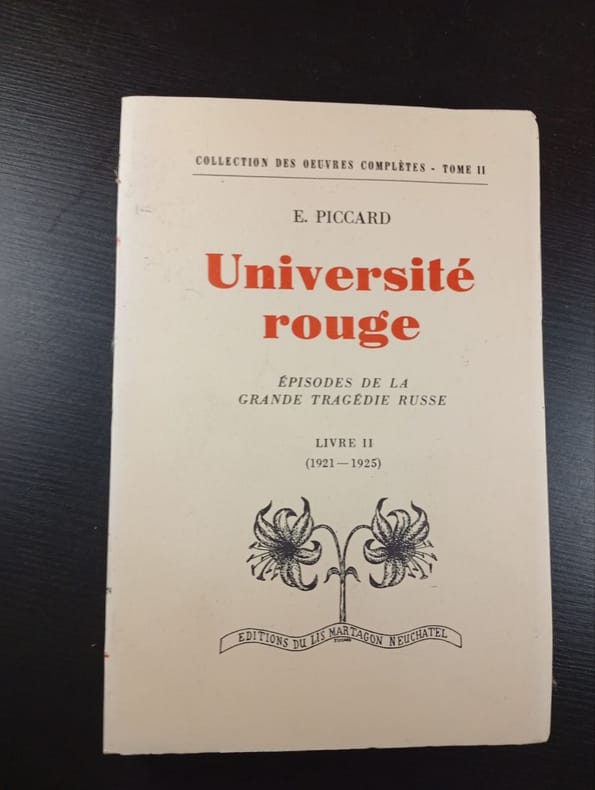 COLLECTION DES OEUVRES COMPLÈTES - TOME II
E. PICCARD
Université
rouge
ÉPISODES DE LA
GRANDE TRAGÉDIE RUSSE
LIVRE II
(1921—1925)
EDITIONS DU LIS MARTAGON NEUCHATEL